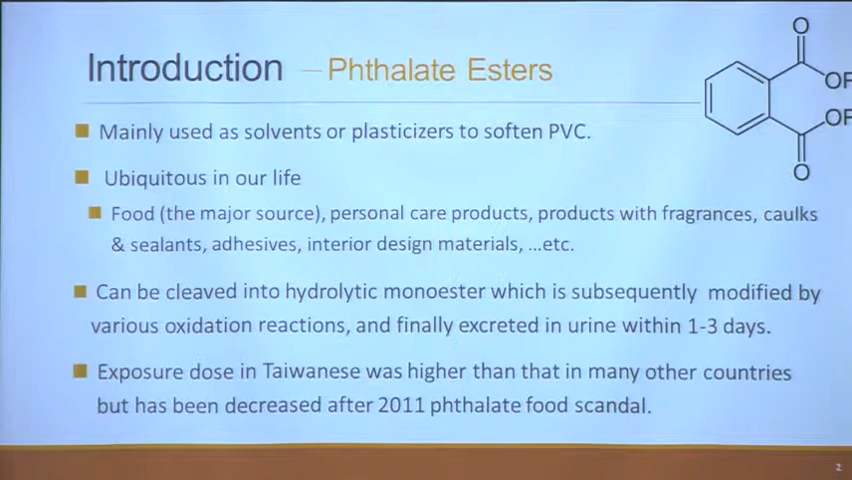 Introduction — Phthalate Esters
Mainly used as solvents or plasticizers to soften PVC.
Ubiquitous in our life
Food (the major source), personal care products, products with fragrances, caulks
& sealants, adhesives, interior design materials, ...etc.
Can be cleaved into hydrolytic monoester which is subsequently modified by
various oxidation reactions, and finally excreted in urine within 1-3 days.
Exposure dose in Taiwanese was higher than that in many other countries
but has been decreased after 2011 phthalate food scandal.
O
OR
OR
O
2